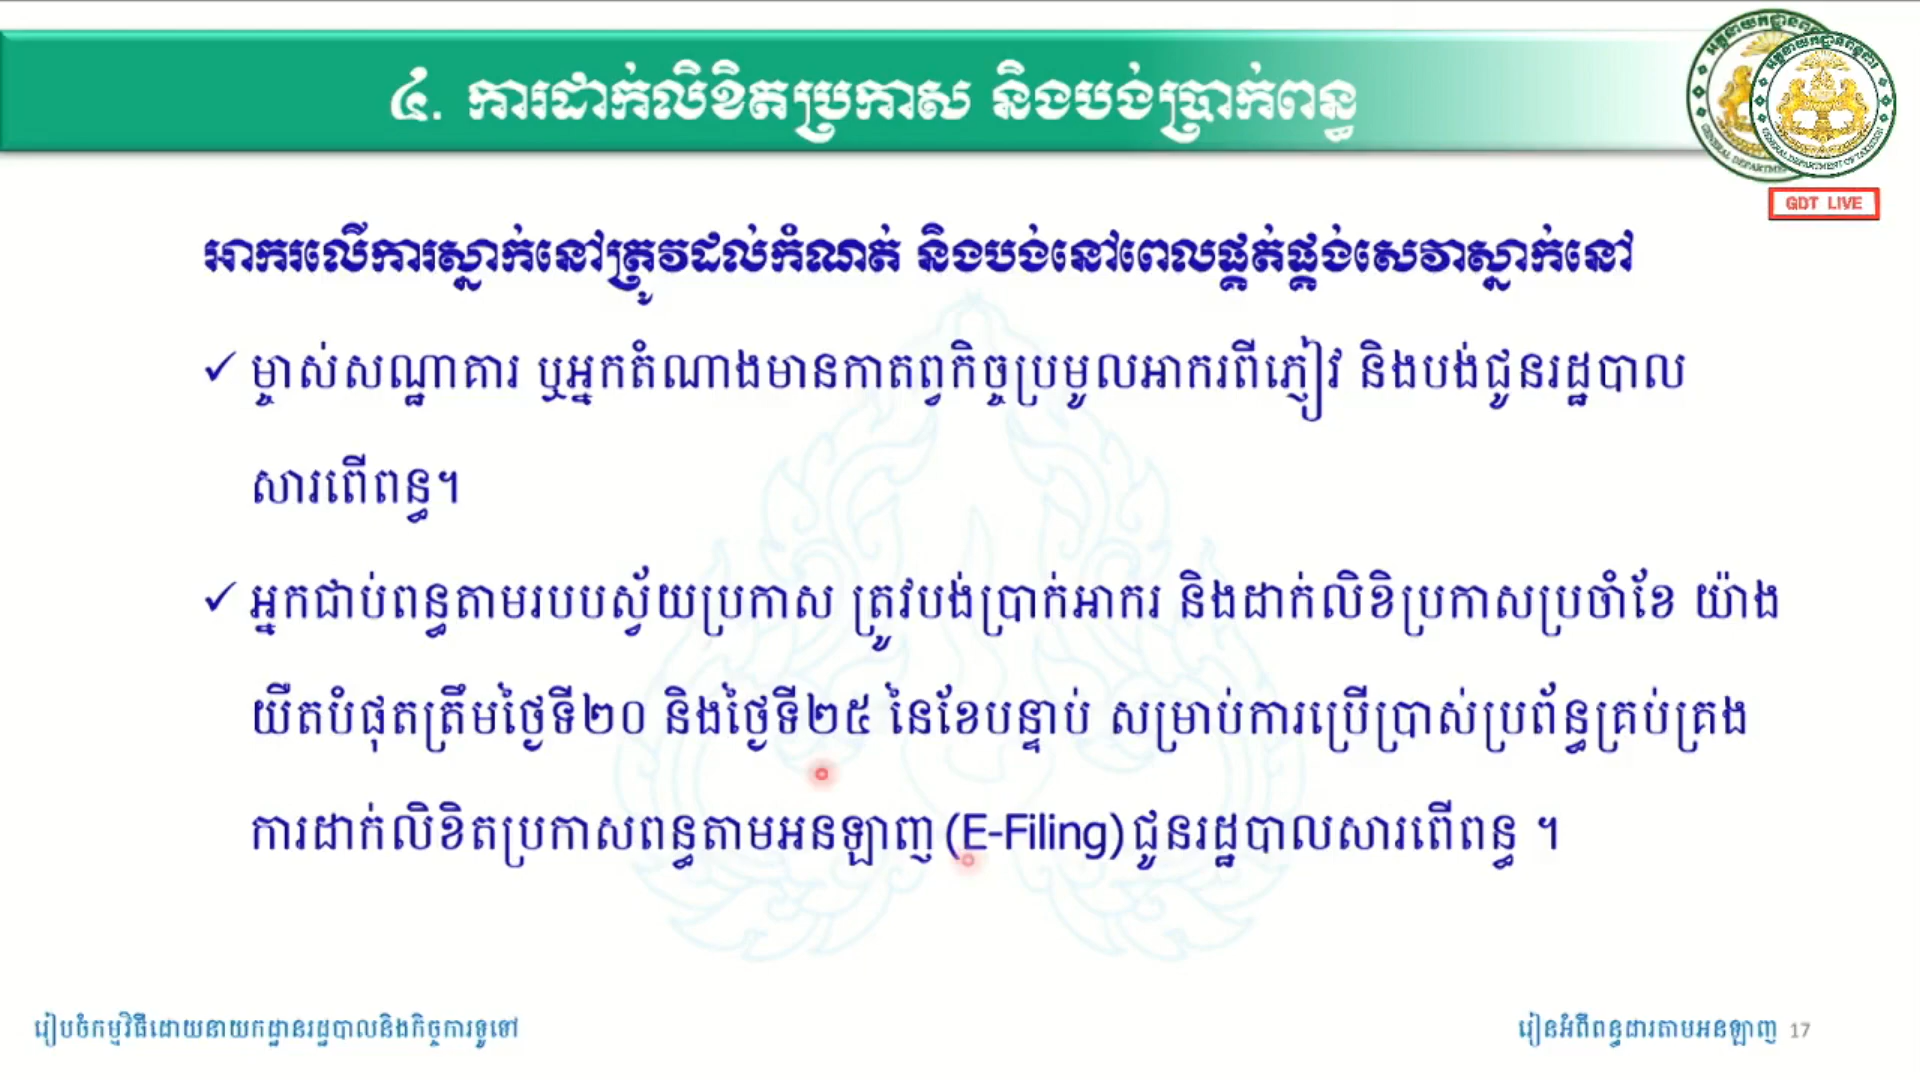 ៤. ការដាក់លិខិតប្រកាស និងបង់ប្រាក់ពន្ធ
GDT LIVE
អាករលើការស្នាក់នៅត្រូវដល់កំណត់ និងបង់នៅពេលផ្គត់ផ្គង់សេវាស្នាក់នៅ
✓ ម្ចាស់សណ្ឋាគារ ឬអ្នកតំណាងមានកាតព្វកិច្ចប្រមូលអាករពីភ្ញៀវ និងបង់ជូនរដ្ឋបាល
សារពើពន្ធ។
✓ អ្នកជាប់ពន្ធតាមរបបស្វ័យប្រកាស ត្រូវបង់ប្រាក់អាករ និងដាក់លិខិប្រកាសប្រចាំខែ យ៉ាង
យឺតបំផុតត្រឹមថ្ងៃទី២០ និងថ្ងៃទី២៥ នៃខែបន្ទាប់ សម្រាប់ការប្រើប្រាស់ប្រព័ន្ធគ្រប់គ្រង
ការដាក់លិខិតប្រកាសពន្ធតាមអនឡាញ (E-Filing) ជូនរដ្ឋបាលសារពើពន្ធ ។
រៀបចំកម្មវិធីដោយនាយកដ្ឋានរដ្ឋបាលនិងកិច្ចការទូទៅ
រៀនអំពីពន្ធដារតាមអនឡាញ 17